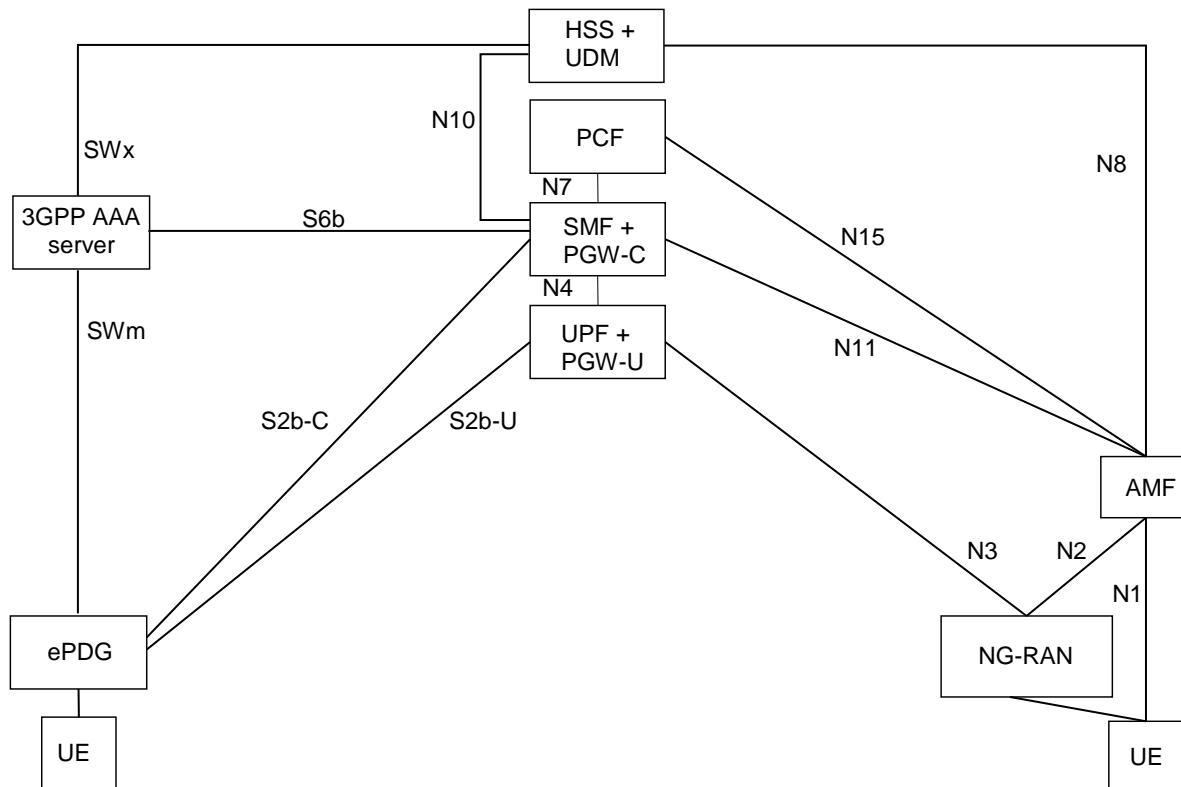 HSS +
UDM
N10
PCF
SWx
N8
N7
3GPP AAA
server
S6b
SMF +
PGW-C
N15
N4
SWm
UPF +
PGW-U
N11
S2b-C
S2b-U
AMF
N3
N2
N1
ePDG
NG-RAN
UE
UE